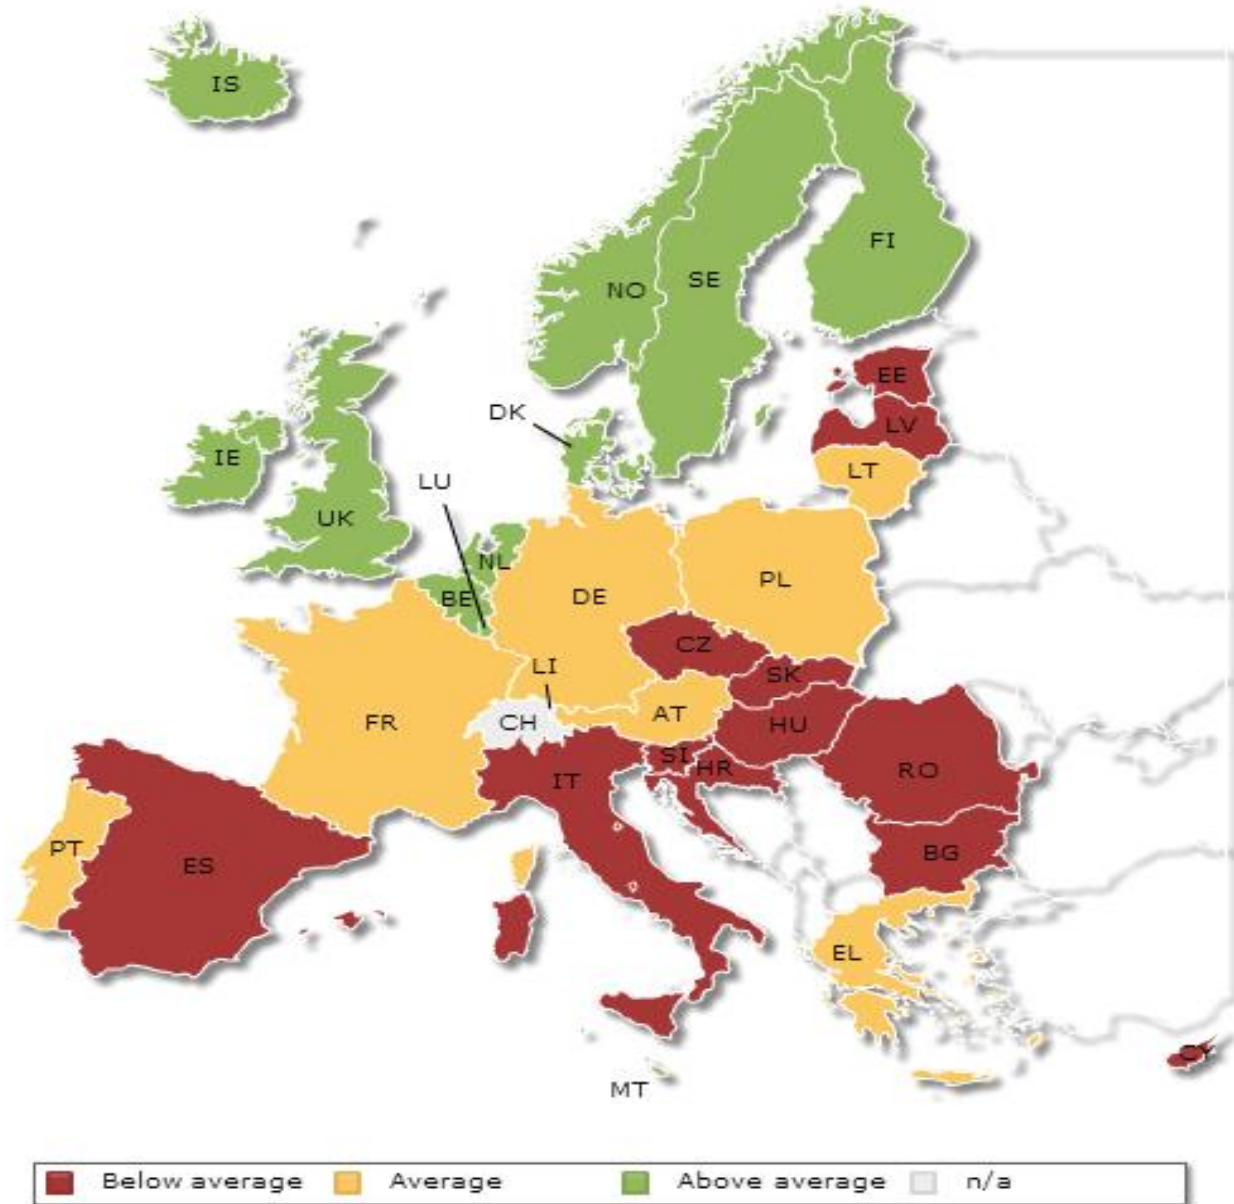 IS
FI
SE
NO
EE
DK
LV
IE
LT
LU
UK
NL
PL
DE
BE
CZ
LI
SK
AT
FR
CH
HU
SI
HR
RO
IT
PT
BG
ES
EL
CY
MT
Below average Average Above average n/a